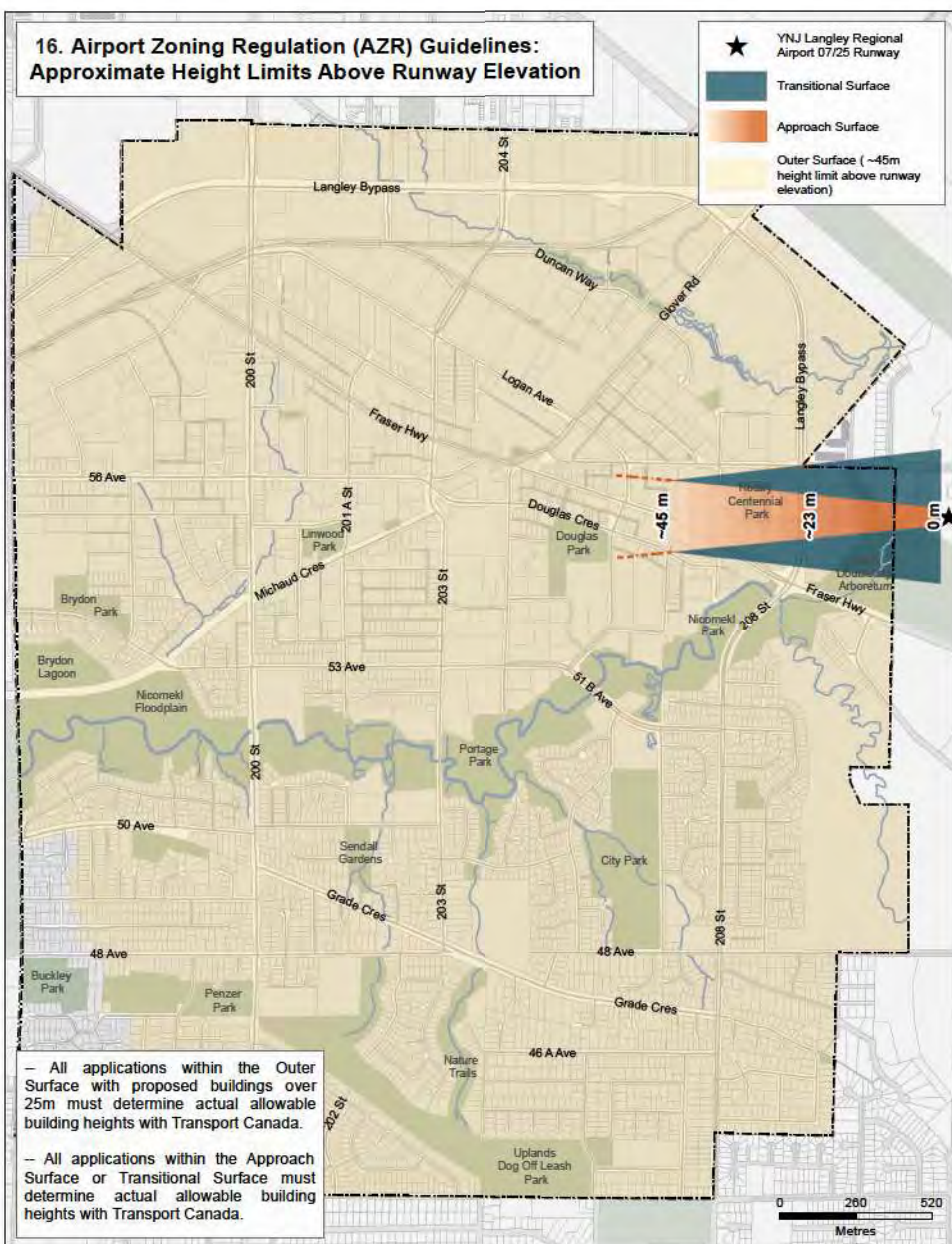 16. Airport Zoning Regulation (AZR) Guidelines:
Approximate Height Limits Above Runway Elevation
YNJ Langley Regional
Airport 07/25 Runway
Transitional Surface
Approach Surface
Outer Surface ( ~45m
height limit above runway
elevation)
204 St
Langley Bypass
Duncan Way
Glover Rd
200 St
Langley Bypass
Logan Ave
Fraser Hwy
56 Ave
201 A St
Linwood
Park
Douglas Cres
Douglas
Park
~45 m
Centennial
Park
~23 m
0 m
Michaud Cres
203 St
Arboretum
Fraser Hwy
Brydon
Park
Nicomekl
Park
208 St
Brydon
Lagoon
53 Ave
51 B Ave
Nicomekl
Floodplain
200 St
Portage
Park
50 Ave
Sendall
Gardens
City Park
Grade Cres
203 St
208 St
48 Ave
48 Ave
Buckley
Park
Penzer
Park
Grade Cres
Nature
Trails
46 A Ave
202 St
Uplands
Dog Off Leash
Park
-- All applications within the Outer
Surface with proposed buildings over
25m must determine actual allowable
building heights with Transport Canada.
-- All applications within the Approach
Surface or Transitional Surface must
determine actual allowable building
heights with Transport Canada.
0 260 520
Metres